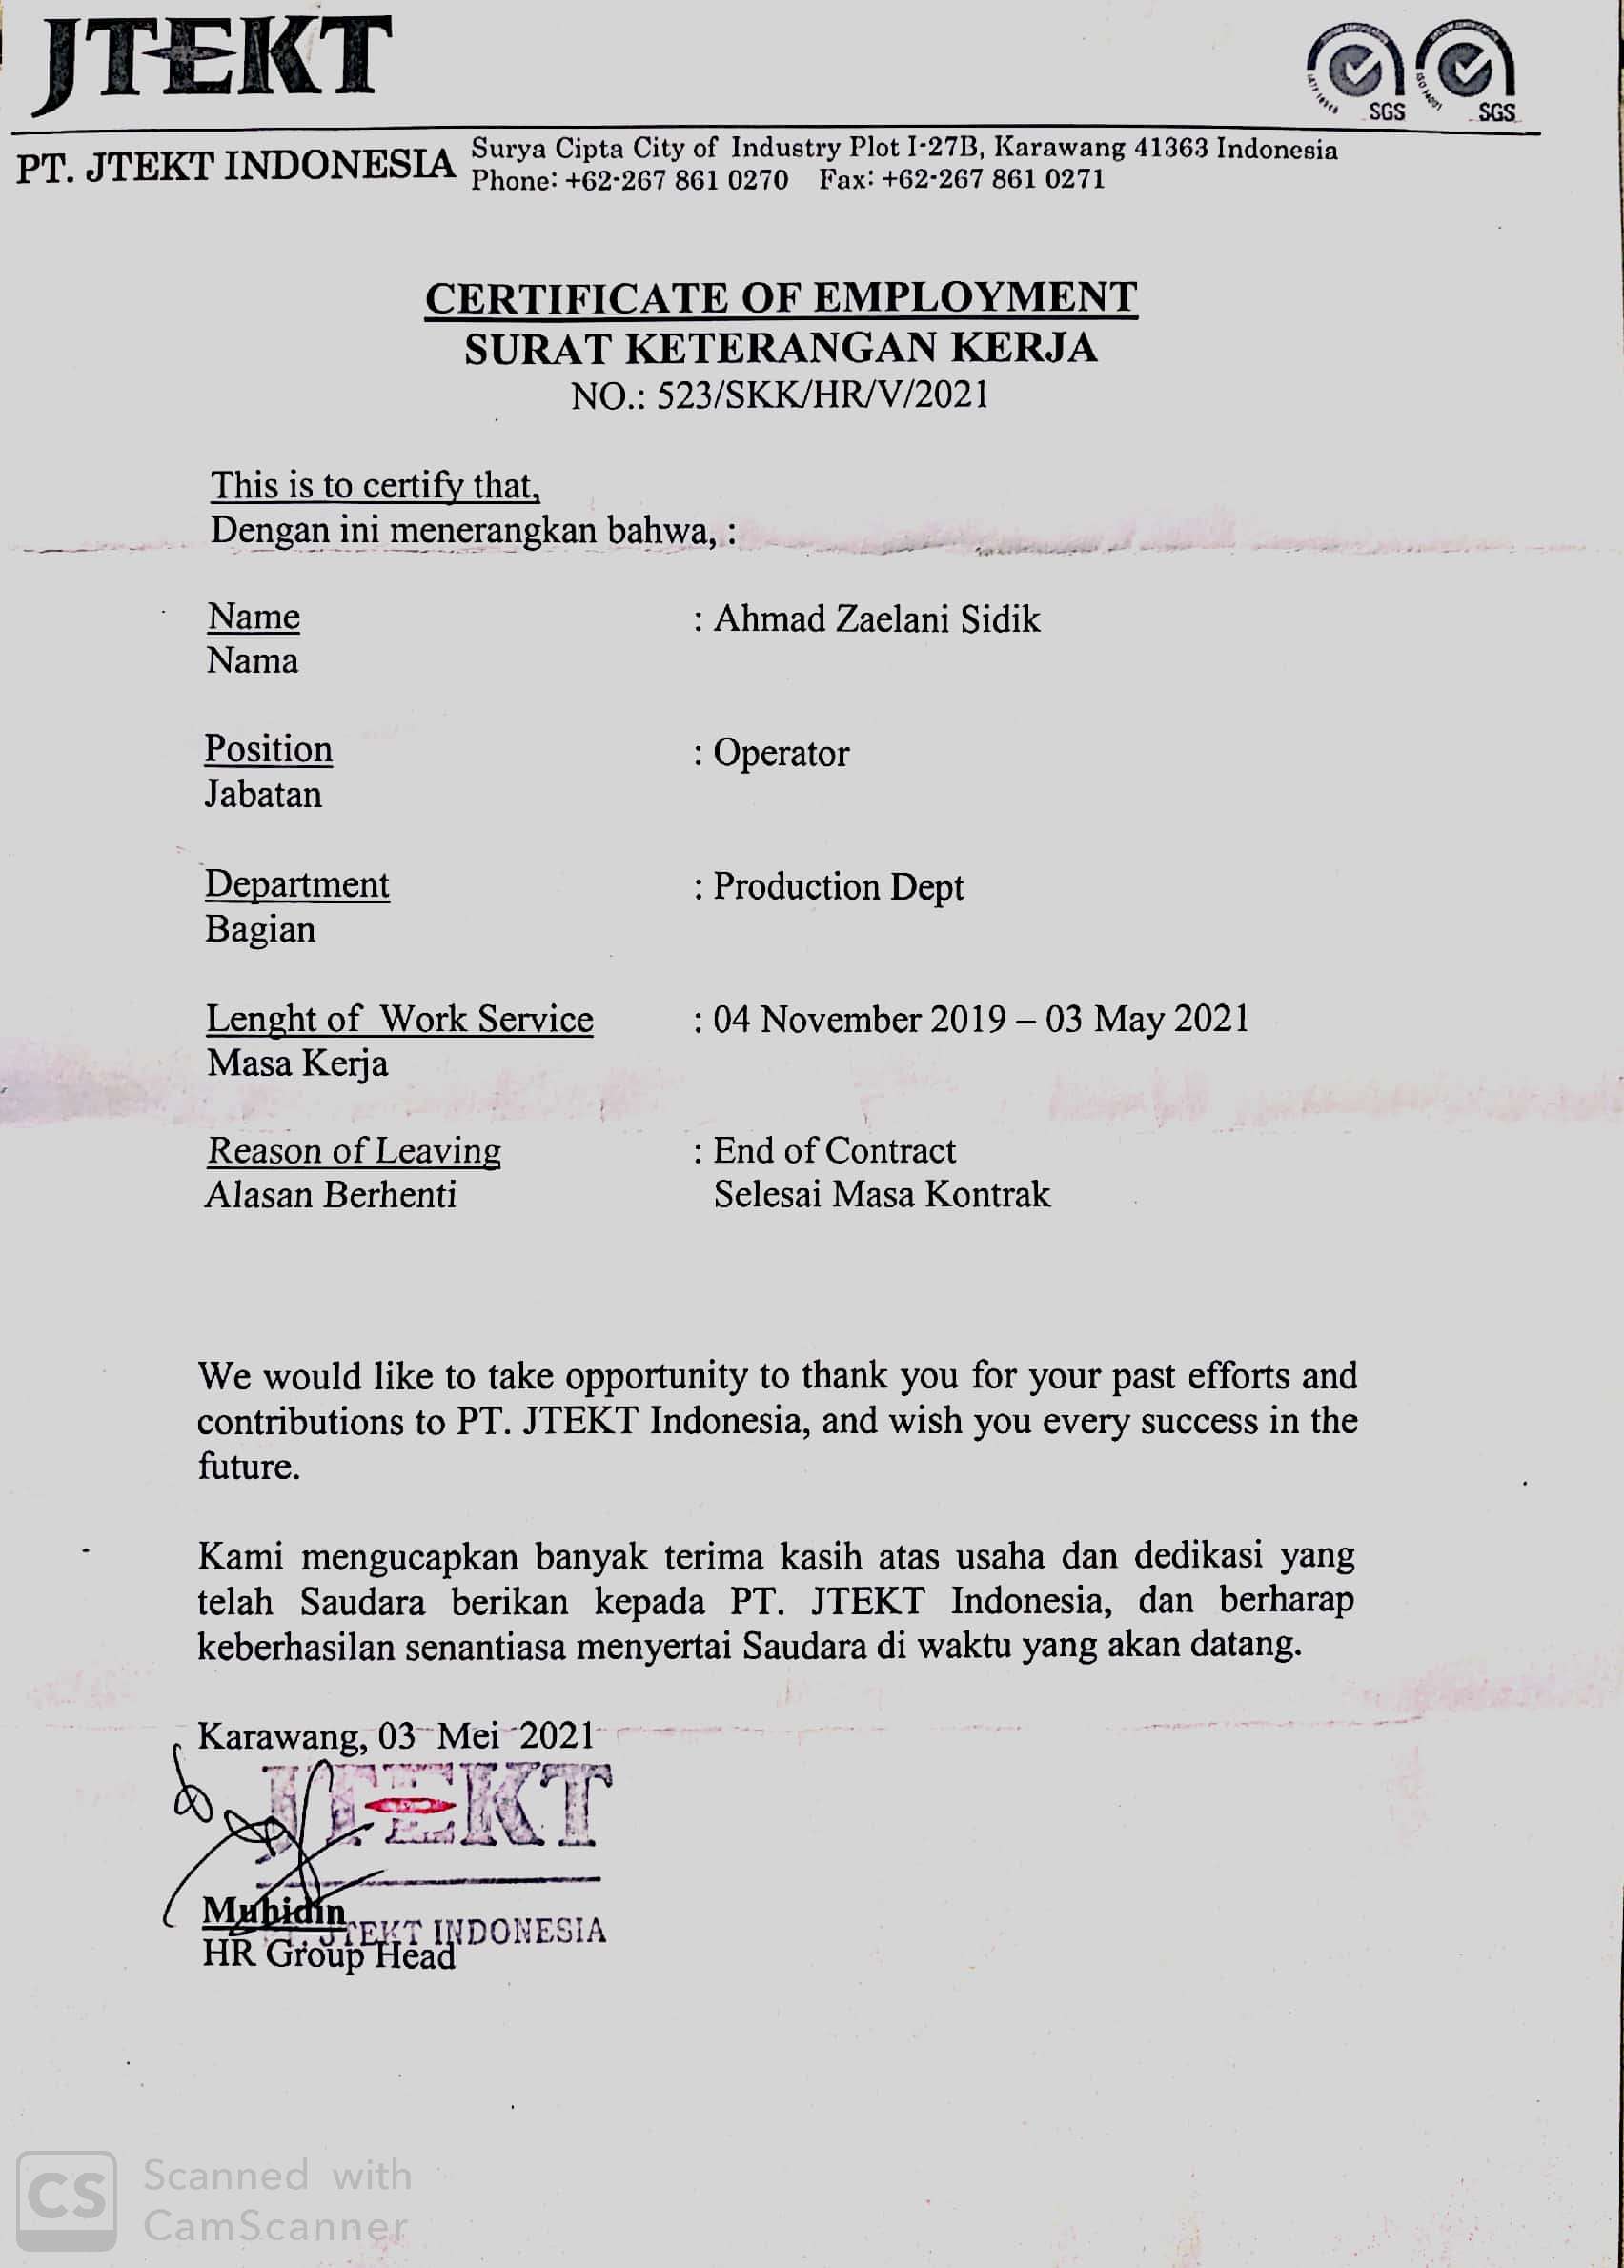 JTEKT
SGS SGS
PT. JTEKT INDONESIA
Surya Cipta City of Industry Plot I-27B, Karawang 41363 Indonesia
Phone: +62-267 861 0270 Fax: +62-267 861 0271
CERTIFICATE OF EMPLOYMENT
SURAT KETERANGAN KERJA
NO.: 523/SKK/HR/V/2021
This is to certify that,
Dengan ini menerangkan bahwa, :
Name : Ahmad Zaelani Sidik
Nama
Position : Operator
Jabatan
Department : Production Dept
Bagian
Lenght of Work Service : 04 November 2019 – 03 May 2021
Masa Kerja
Reason of Leaving : End of Contract
Alasan Berhenti Selesai Masa Kontrak
We would like to take opportunity to thank you for your past efforts and
contributions to PT. JTEKT Indonesia, and wish you every success in the
future.
Kami mengucapkan banyak terima kasih atas usaha dan dedikasi yang
telah Saudara berikan kepada PT. JTEKT Indonesia, dan berharap
keberhasilan senantiasa menyertai Saudara di waktu yang akan datang.
Karawang, 03 Mei 2021
JTEKT
Muhidin
JTEKT INDONESIA
HR Group Head
CS Scanned with
CamScanner